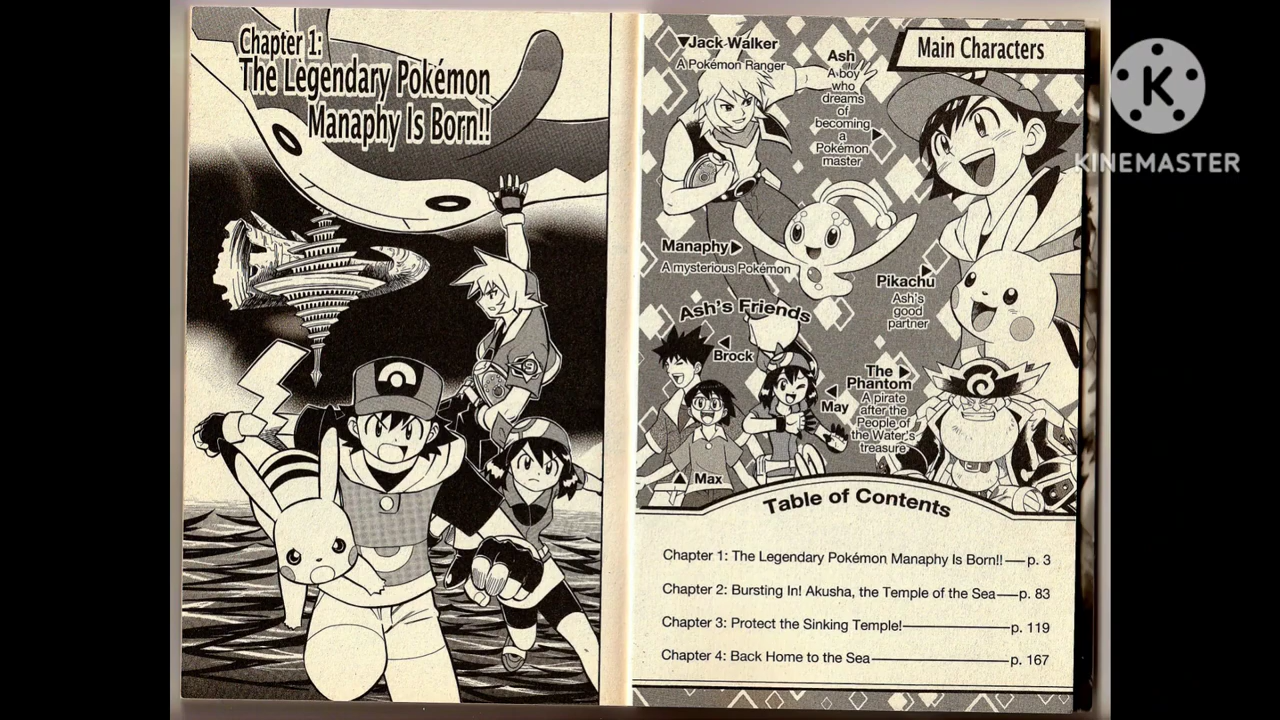 Chapter 1:
The Legendary Pokémon
Manaphy Is Born!!
Main Characters
▼Jack Walker
A Pokémon Ranger
Ash
A boy
who
dreams
of
becoming
a
Pokémon
master
Manaphy▶
A mysterious Pokémon
Pikachu
Ash's
good
partner
Ash's Friends
Brock
May
Max
The
Phantom
A pirate
after the
People of
the Water's
treasure
Table of Contents
Chapter 1: The Legendary Pokémon Manaphy Is Born!!—p. 3
Chapter 2: Bursting In! Akusha, the Temple of the Sea—p. 83
Chapter 3: Protect the Sinking Temple!—p. 119
Chapter 4: Back Home to the Sea—p. 167
K
KINEMASTER